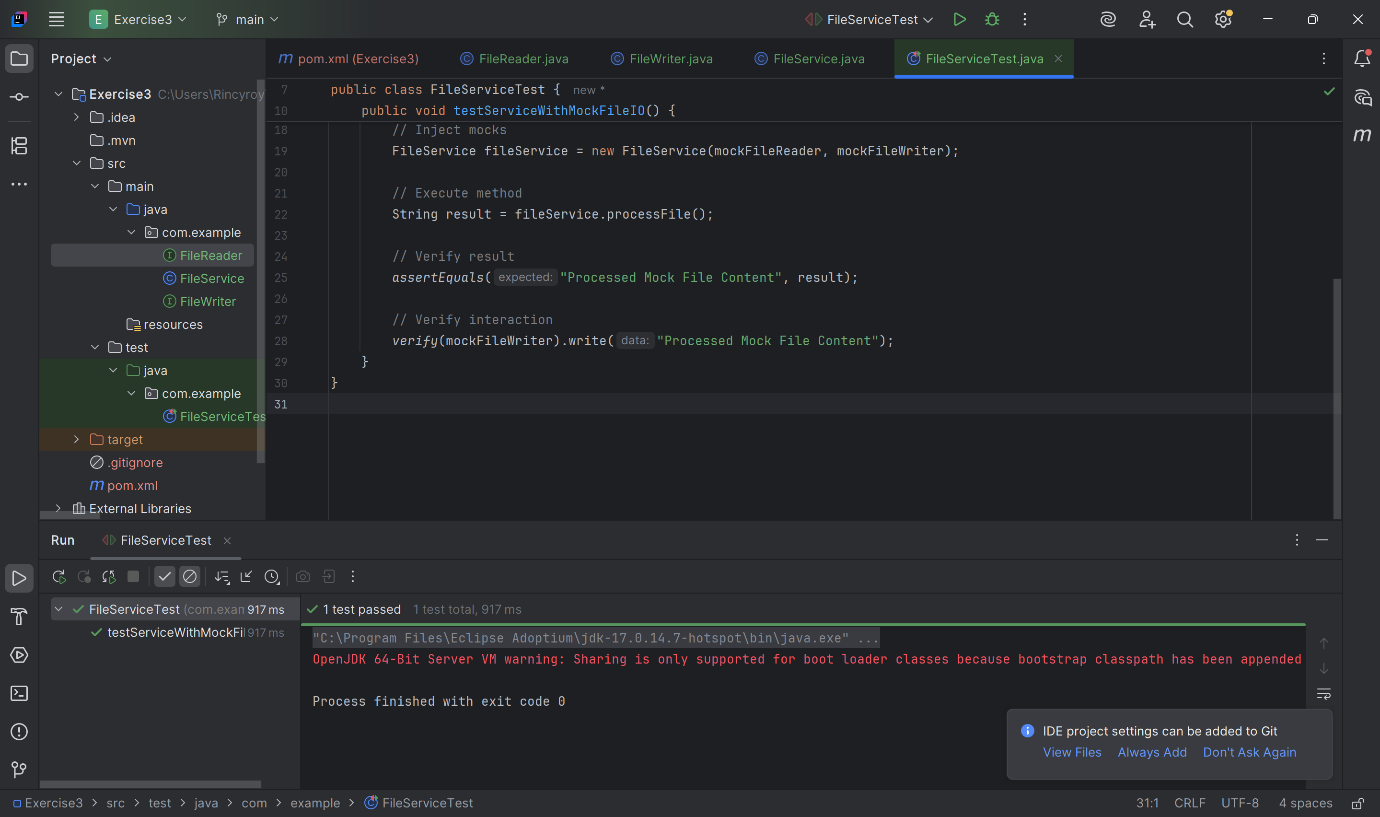 E Exercise3 main FileServiceTest
Project
pom.xml (Exercise3) FileReader.java FileWriter.java FileService.java FileServiceTest.java
Exercise3 C:\Users\Rincyroy
.idea
.mvn
src
main
java
com.example
FileReader
FileService
FileWriter
resources
test
java
com.example
FileServiceTes
target
.gitignore
pom.xml
External Libraries
7 public class FileServiceTest { new *
10 public void testServiceWithMockFileIO() {
18 // Inject mocks
19 FileService fileService = new FileService(mockFileReader, mockFileWriter);
20
21 // Execute method
22 String result = fileService.processFile();
23
24 // Verify result
25 assertEquals( expected: "Processed Mock File Content", result);
26
27 // Verify interaction
28 verify(mockFileWriter).write( data: "Processed Mock File Content");
29 }
30 }
31
Run FileServiceTest
FileServiceTest (com.exan 917 ms
testServiceWithMockFil 917 ms
1 test passed 1 test total, 917 ms
"C:\Program Files\Eclipse Adoptium\jdk-17.0.14.7-hotspot\bin\java.exe" ...
OpenJDK 64-Bit Server VM warning: Sharing is only supported for boot loader classes because bootstrap classpath has been appended
Process finished with exit code 0
IDE project settings can be added to Git
View Files Always Add Don't Ask Again
Exercise3 > src > test > java > com > example > FileServiceTest 31:1 CRLF UTF-8 4 spaces